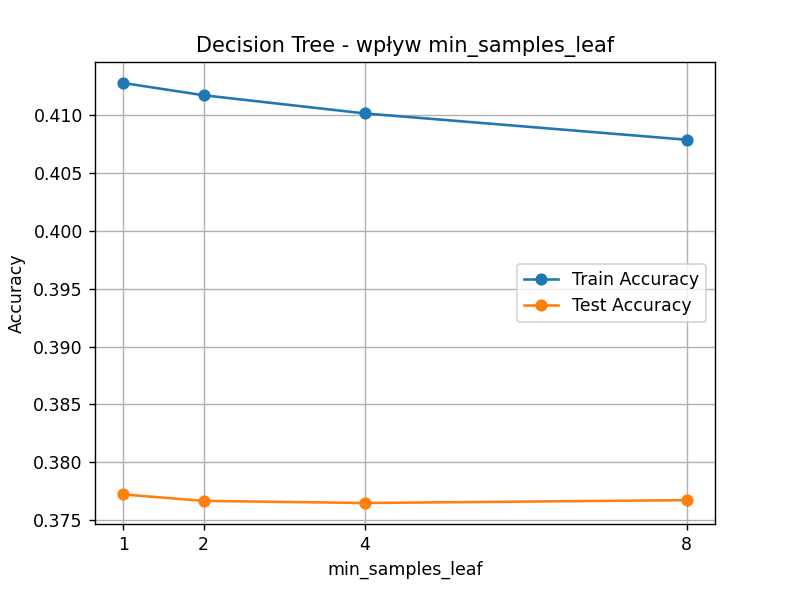 Decision Tree - wpływ min_samples_leaf
0.410
0.405
0.400
0.395
0.390
0.385
0.380
0.375
Accuracy
Train Accuracy
Test Accuracy
1 2 4 8
min_samples_leaf